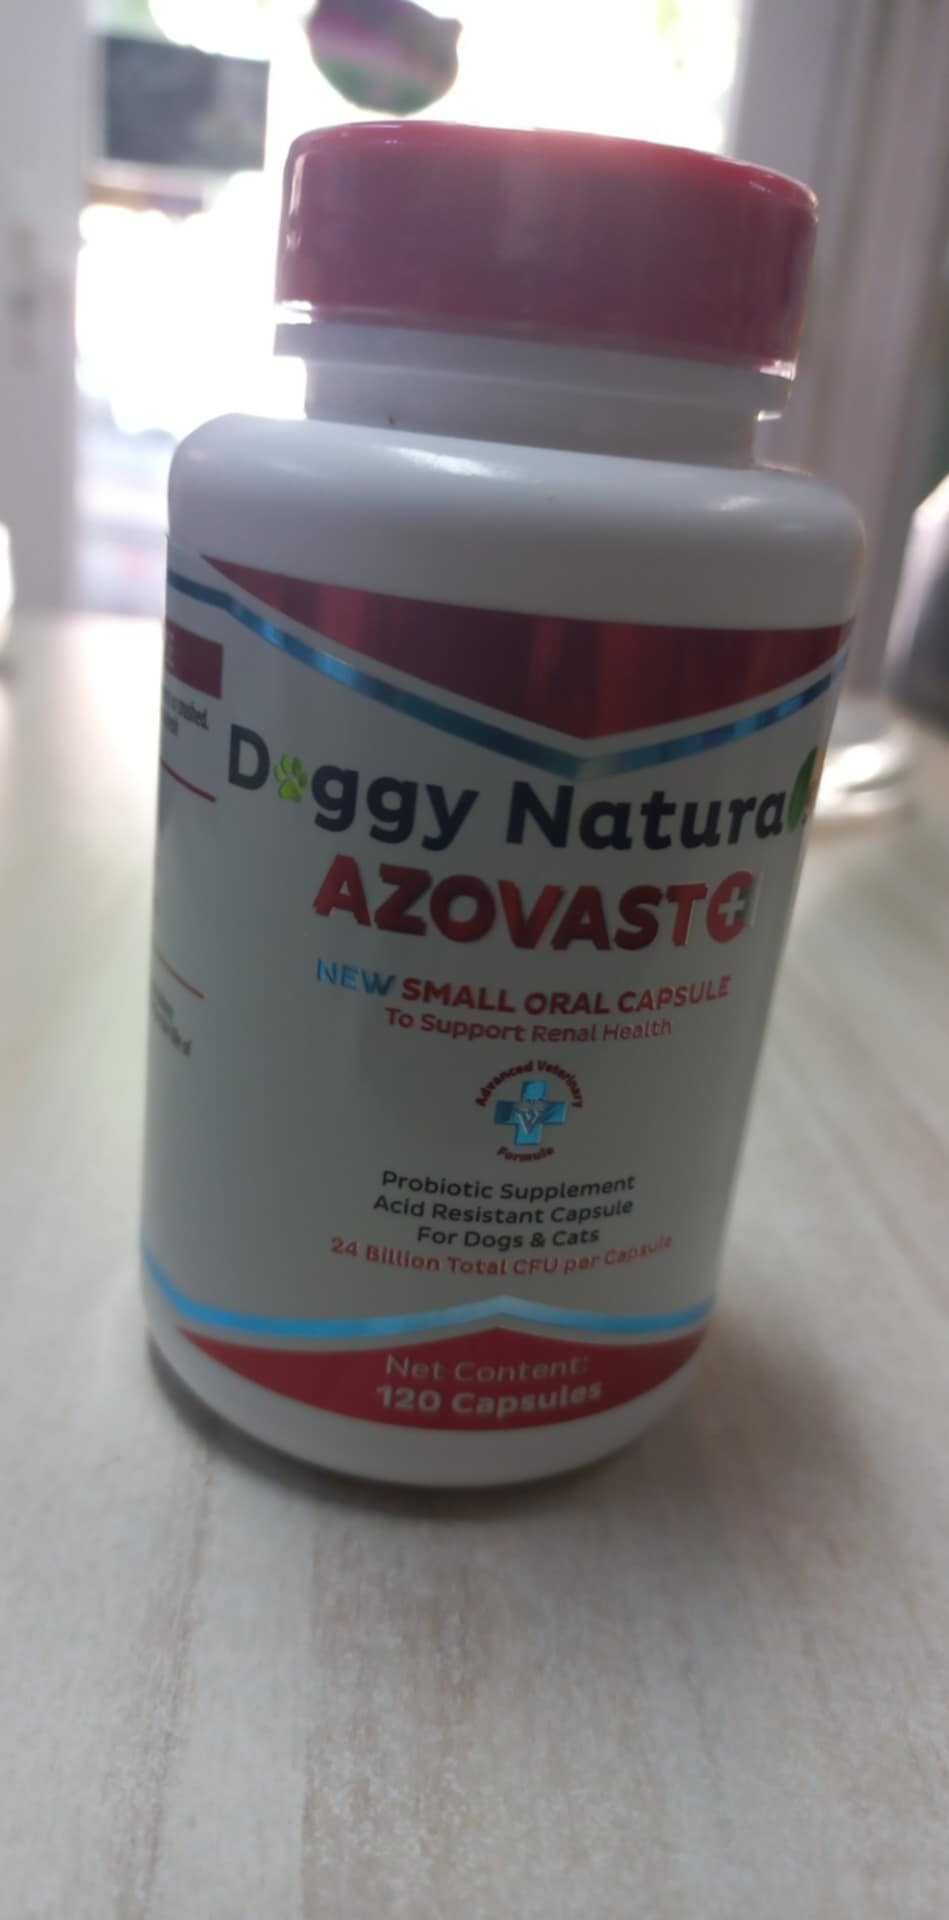 Doggy Natura
AZOVAST+
NEW SMALL ORAL CAPSULE
To Support Renal Health
Advanced Veterinary
Formula
Probiotic Supplement
Acid Resistant Capsule
For Dogs & Cats
24 Billion Total CFU per Capsule
Net Content:
120 Capsules